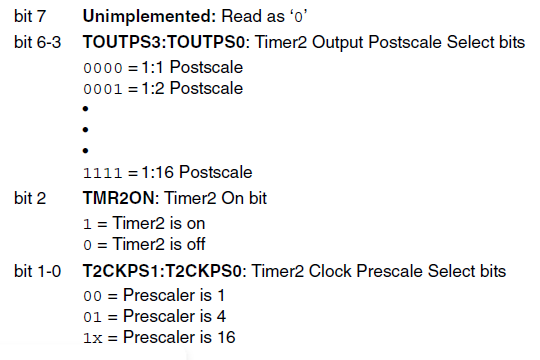 bit 7 Unimplemented: Read as ‘0’
bit 6-3 TOUTPS3:TOUTPS0: Timer2 Output Postscale Select bits
0000 = 1:1 Postscale
0001 = 1:2 Postscale
•
•
•
1111 = 1:16 Postscale
bit 2 TMR2ON: Timer2 On bit
1 = Timer2 is on
0 = Timer2 is off
bit 1-0 T2CKPS1:T2CKPS0: Timer2 Clock Prescale Select bits
00 = Prescaler is 1
01 = Prescaler is 4
1x = Prescaler is 16